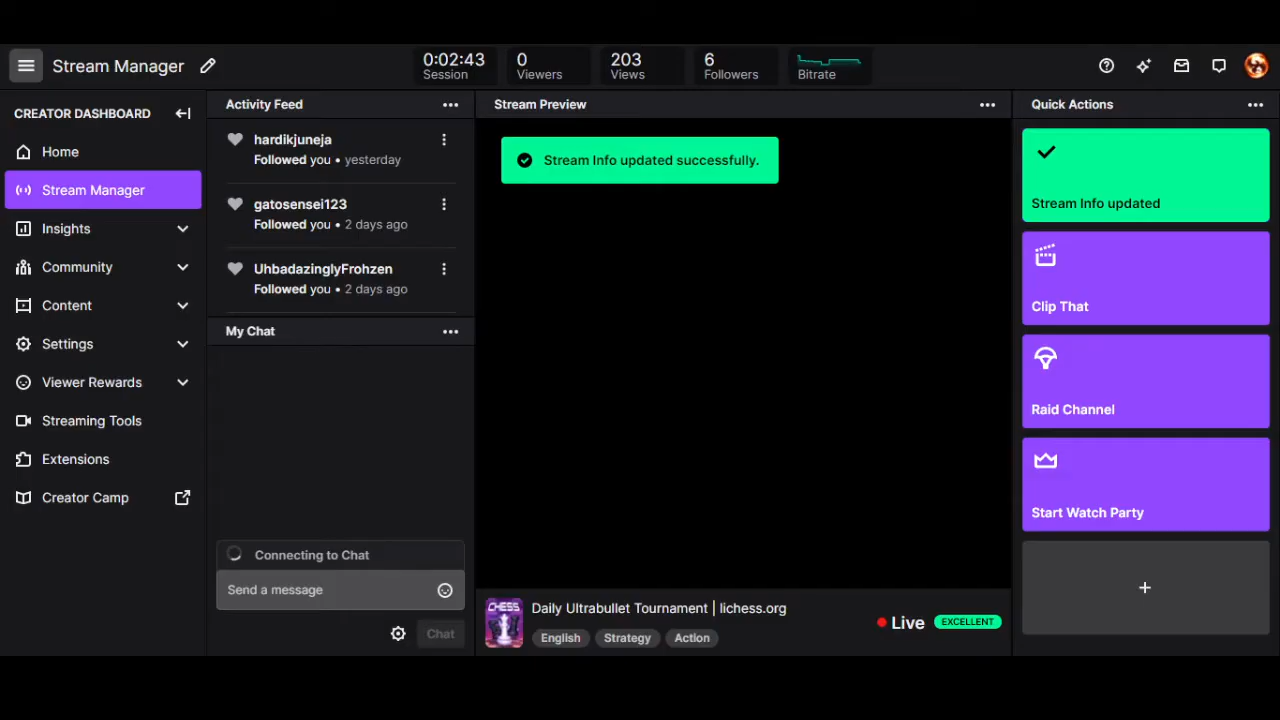 Stream Manager
0:02:43
Session
0
Viewers
203
Views
6
Followers
Bitrate
CREATOR DASHBOARD
Home
Stream Manager
Insights
Community
Content
Settings
Viewer Rewards
Streaming Tools
Extensions
Creator Camp
Activity Feed
hardikjuneja
Followed you • yesterday
gatosensei123
Followed you • 2 days ago
UhbadazinglyFrohzen
Followed you • 2 days ago
My Chat
Connecting to Chat
Send a message
Chat
Stream Preview
Stream Info updated successfully.
CHESS
Daily Ultrabullet Tournament | lichess.org
English
Strategy
Action
Live
EXCELLENT
Quick Actions
Stream Info updated
Clip That
Raid Channel
Start Watch Party